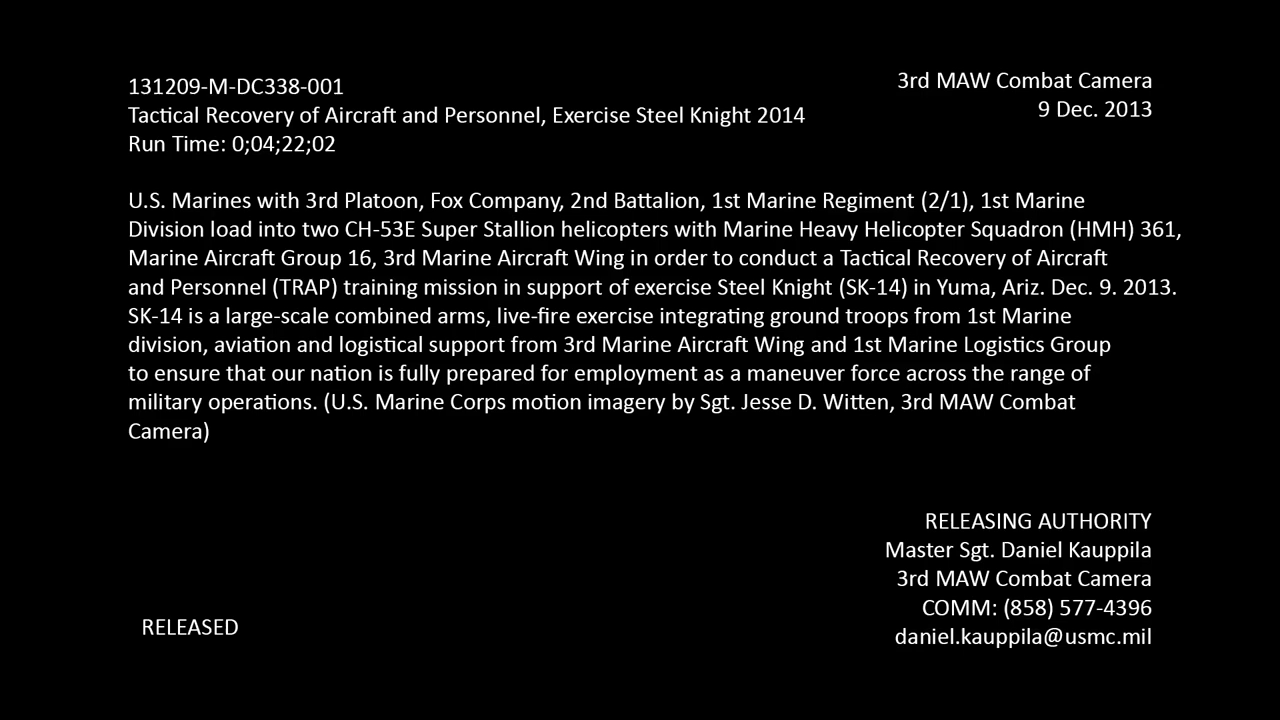 131209-M-DC338-001
Tactical Recovery of Aircraft and Personnel, Exercise Steel Knight 2014
Run Time: 0;04;22;02
3rd MAW Combat Camera
9 Dec. 2013
U.S. Marines with 3rd Platoon, Fox Company, 2nd Battalion, 1st Marine Regiment (2/1), 1st Marine
Division load into two CH-53E Super Stallion helicopters with Marine Heavy Helicopter Squadron (HMH) 361,
Marine Aircraft Group 16, 3rd Marine Aircraft Wing in order to conduct a Tactical Recovery of Aircraft
and Personnel (TRAP) training mission in support of exercise Steel Knight (SK-14) in Yuma, Ariz. Dec. 9. 2013.
SK-14 is a large-scale combined arms, live-fire exercise integrating ground troops from 1st Marine
division, aviation and logistical support from 3rd Marine Aircraft Wing and 1st Marine Logistics Group
to ensure that our nation is fully prepared for employment as a maneuver force across the range of
military operations. (U.S. Marine Corps motion imagery by Sgt. Jesse D. Witten, 3rd MAW Combat
Camera)
RELEASING AUTHORITY
Master Sgt. Daniel Kauppila
3rd MAW Combat Camera
COMM: (858) 577-4396
daniel.kauppila@usmc.mil
RELEASED